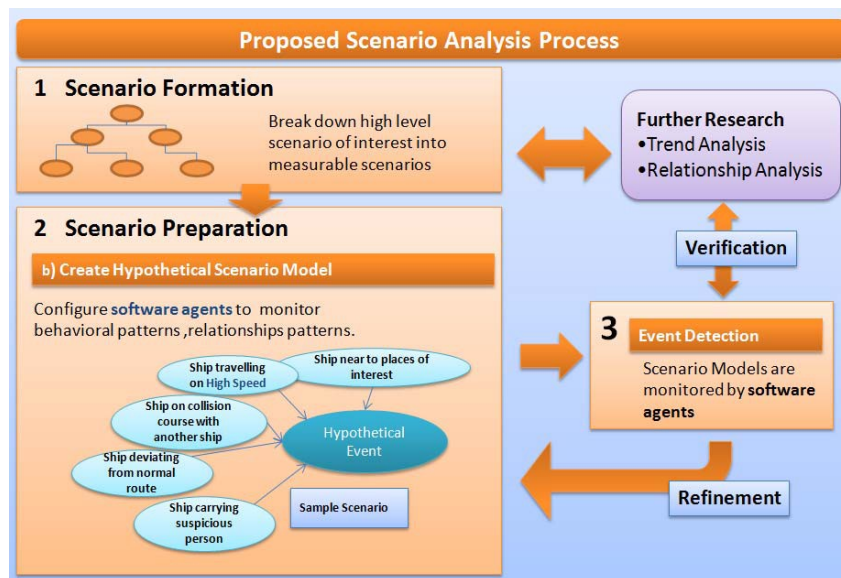 Proposed Scenario Analysis Process
1 Scenario Formation
Break down high level
scenario of interest into
measurable scenarios
Further Research
•Trend Analysis
•Relationship Analysis
Verification
2 Scenario Preparation
b) Create Hypothetical Scenario Model
Configure software agents to monitor
behavioral patterns ,relationships patterns.
Ship near to places of
interest
Ship travelling
on High Speed
Ship on collision
course with
another ship
Ship deviating
from normal
route
Ship carrying
suspicious
person
Hypothetical
Event
Sample Scenario
3 Event Detection
Scenario Models are
monitored by software
agents
Refinement